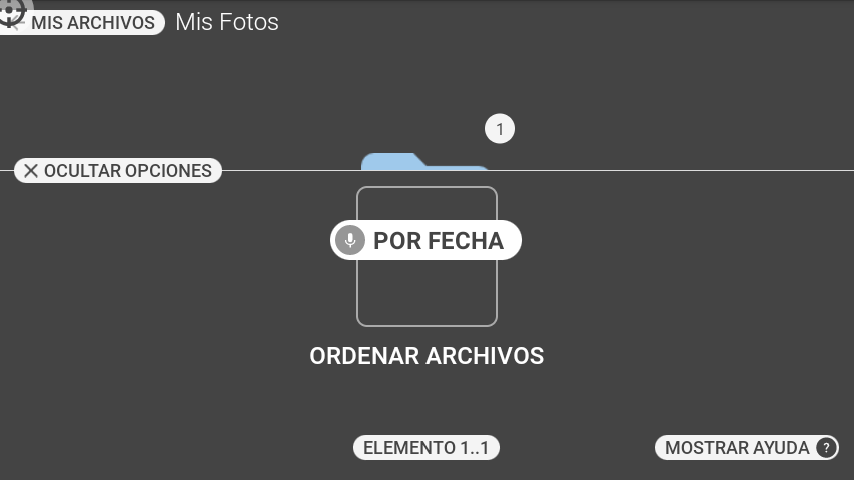 MIS ARCHIVOS Mis Fotos
1
OCULTAR OPCIONES
POR FECHA
ORDENAR ARCHIVOS
ELEMENTO 1..1
MOSTRAR AYUDA ?